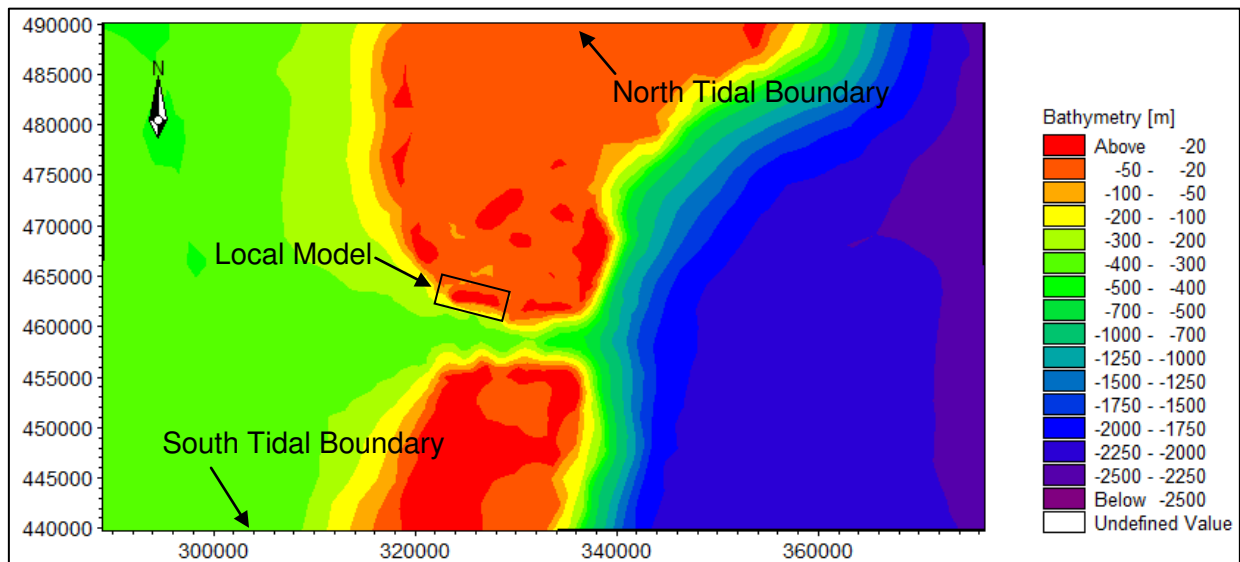 490000
485000
480000
475000
470000
465000
460000
455000
450000
445000
440000
300000 320000 340000 360000
N
North Tidal Boundary
Local Model
South Tidal Boundary
Bathymetry [m]
Above -20
-50 - -20
-100 - -50
-200 - -100
-300 - -200
-400 - -300
-500 - -400
-700 - -500
-1000 - -700
-1250 - -1000
-1500 - -1250
-1750 - -1500
-2000 - -1750
-2250 - -2000
-2500 - -2250
Below -2500
Undefined Value